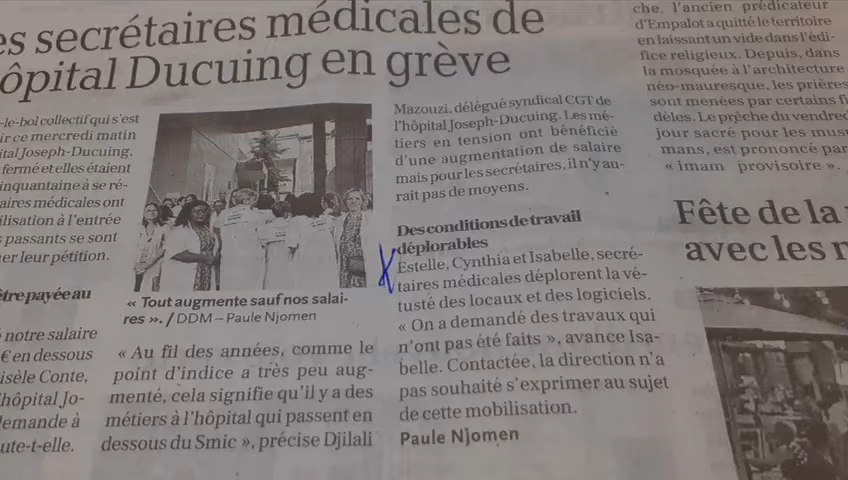 es secrétaires médicales de
ôpital Ducuing en grève
-le-bol collectif qui s'est
ir ce mercredi matin
ital Joseph-Ducuing.
fermé et elles étaient
inquantaine à se ré-
aires médicales ont
ilisation à l'entrée
s passants se sont
er leur pétition.
être payée au
notre salaire
€ en dessous
isèle Conte,
l'hôpital Jo-
demande à
ute-t-elle.
« Tout augmente sauf nos salai-
res ». / DDM – Paule Njomen
« Au fil des années, comme le
point d'indice a très peu aug-
menté, cela signifie qu'il y a des
métiers à l'hôpital qui passent en
dessous du Smic », précise Djilali
Mazouzi, délégué syndical CGT de
l'hôpital Joseph-Ducuing. Les mé-
tiers en tension ont bénéficié
d'une augmentation de salaire
mais pour les secrétaires, il n'y au-
rait pas de moyens.
Des conditions de travail
déplorables
Estelle, Cynthia et Isabelle, secré-
taires médicales déplorent la vé-
tusté des locaux et des logiciels.
« On a demandé des travaux qui
n'ont pas été faits », avance Isa-
belle. Contactée, la direction n'a
pas souhaité s'exprimer au sujet
de cette mobilisation.
Paule Njomen
che, l'ancien prédicateur
d'Empalot a quitté le territoire
en laissant un vide dans l'édi-
fice religieux. Depuis, dans
la mosquée à l'architecture
néo-mauresque, les prières
sont menées par certains fi
dèles. Le prêche du vendred
jour sacré pour les mus
mans, est prononcé par
« imam provisoire ».
Fête de la
avec les